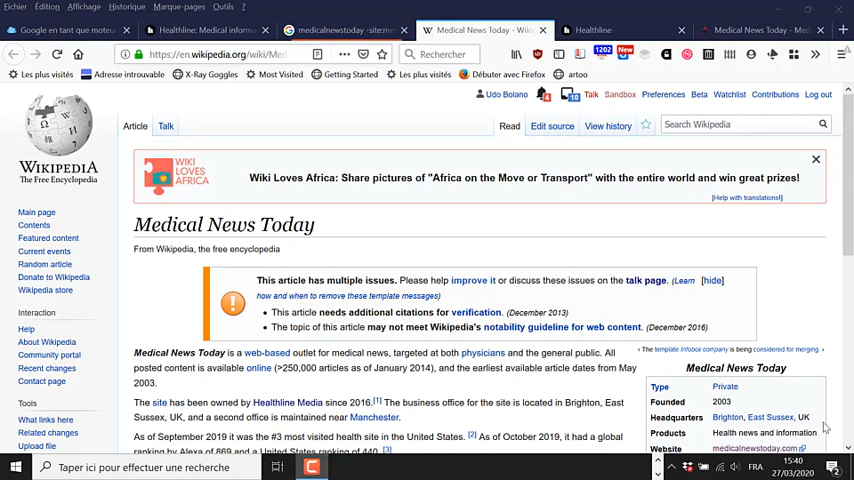 Fichier Édition Affichage Historique Marque-pages Outils ?
Google en tant que moteur Healthline: Medical informa medicalnewstoday -siteme W Medical News Today - Wiki Healthline Medical News Today - Med
https://en.wikipedia.org/wiki/Med Rechercher 1202 New
Les plus visités Adresse introuvable X-Ray Goggles Les plus visités Getting Started Débuter avec Firefox artoo
Udo Bolano 4 10 Talk Sandbox Preferences Beta Watchlist Contributions Log out
Article Talk Read Edit source View history Search Wikipedia
WIKIPEDIA
The Free Encyclopedia
WIKI
LOVES
AFRICA
Wiki Loves Africa: Share pictures of "Africa on the Move or Transport" with the entire world and win great prizes!
[Help with translations!]
Main page
Contents
Featured content
Current events
Random article
Donate to Wikipedia
Wikipedia store
Interaction
Help
About Wikipedia
Community portal
Recent changes
Contact page
Tools
What links here
Related changes
Upload file
Medical News Today
From Wikipedia, the free encyclopedia
This article has multiple issues. Please help improve it or discuss these issues on the talk page. (Learn [hide]
how and when to remove these template messages)
• This article needs additional citations for verification. (December 2013)
• The topic of this article may not meet Wikipedia's notability guideline for web content. (December 2016)
Medical News Today is a web-based outlet for medical news, targeted at both physicians and the general public. All
posted content is available online (>250,000 articles as of January 2014), and the earliest available article dates from May
2003.
The site has been owned by Healthline Media since 2016.[1] The business office for the site is located in Brighton, East
Sussex, UK, and a second office is maintained near Manchester.
As of September 2019 it was the #3 most visited health site in the United States. [2] As of October 2019, it had a global
ranking by Alexa of 869 and a United States ranking of 440. [3]
‹ The template Infobox company is being considered for merging. ›
Medical News Today
Type Private
Founded 2003
Headquarters Brighton, East Sussex, UK
Products Health news and information
Website medicalnewstoday.com
Taper ici pour effectuer une recherche
FRA
15:40
27/03/2020
2